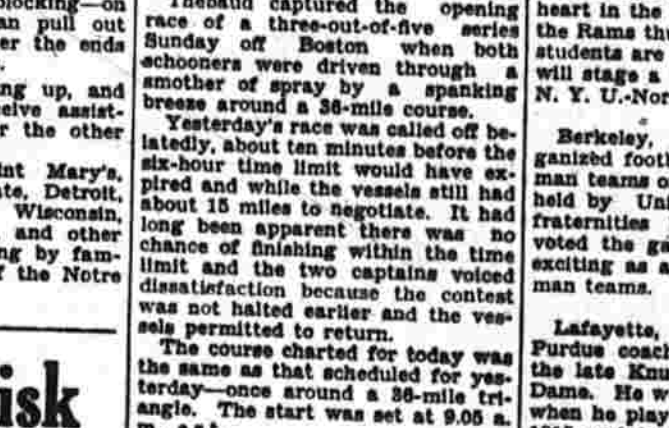 blocking—on
an pull out
er the ends
ng up, and
eive assist-
r the other
int Mary's,
te, Detroit,
Wisconsin,
and other
ng by fam-
f the Notre
isk
Thebaud captured the opening
race of a three-out-of-five series
Sunday off Boston when both
schooners were driven through a
smother of spray by a spanking
breeze around a 36-mile course.
Yesterday's race was called off be-
latedly, about ten minutes before the
six-hour time limit would have ex-
pired and while the vessels still had
about 15 miles to negotiate. It had
long been apparent there was no
chance of finishing within the time
limit and the two captains voiced
dissatisfaction because the contest
was not halted earlier and the ves-
sels permitted to return.
The course charted for today was
the same as that scheduled for yes-
terday—once around a 36-mile tri-
angle. The start was set at 9.05 a.
heart in the
the Rams th
students are
will stage a
N. Y. U.-Nor
Berkeley,
ganized foot
man teams o
held by Uni
fraternities
voted the ga
exciting as a
man teams.
Lafayette,
Purdue coach
the late Knu
Dame. He w
when he play